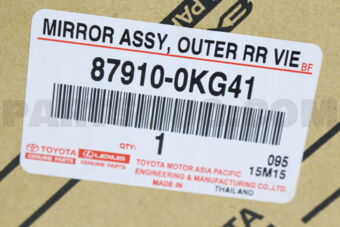 MIRROR ASSY, OUTER RR VIE
BF
87910-0KG41
QTY:
1
095
15M15
TOYOTA
GENUINE PARTS
LEXUS
GENUINE PARTS
TOYOTA MOTOR ASIA PACIFIC
ENGINEERING & MANUFACTURING CO.,LTD.
MADE IN THAILAND